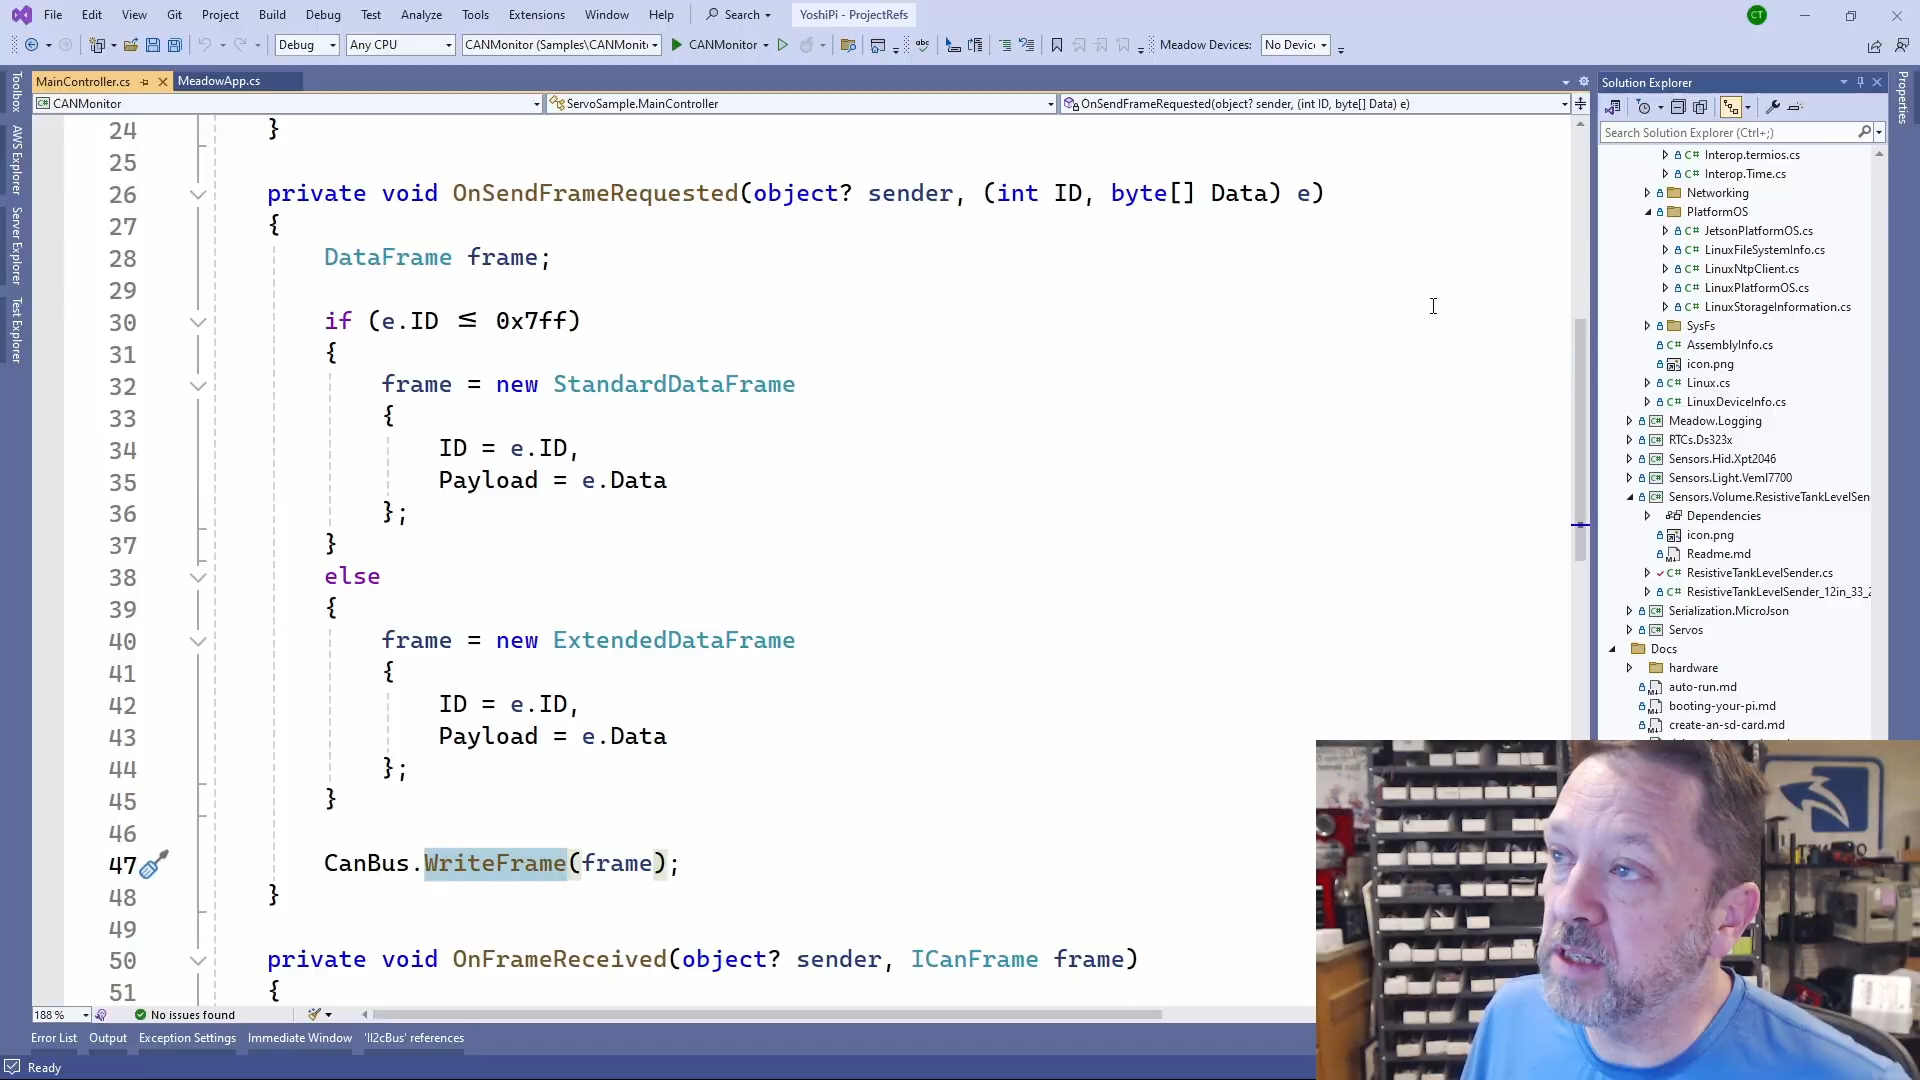 File Edit View Git Project Build Debug Test Analyze Tools Extensions Window Help Search YoshiPi - ProjectRefs CT
Debug Any CPU CANMonitor (Samples\CANMonit CANMonitor Meadow Devices: No Devic
MainController.cs MeadowApp.cs
CANMonitor ServoSample.MainController OnSendFrameRequested(object? sender, (int ID, byte[] Data) e)
Toolbox
AWS Explorer
Server Explorer
Test Explorer
24 }
25
26 private void OnSendFrameRequested(object? sender, (int ID, byte[] Data) e)
27 {
28 DataFrame frame;
29
30 if (e.ID ≤ 0x7ff)
31 {
32 frame = new StandardDataFrame
33 {
34 ID = e.ID,
35 Payload = e.Data
36 };
37 }
38 else
39 {
40 frame = new ExtendedDataFrame
41 {
42 ID = e.ID,
43 Payload = e.Data
44 };
45 }
46
47 CanBus.WriteFrame(frame);
48 }
49
50 private void OnFrameReceived(object? sender, ICanFrame frame)
51 {
188 % No issues found
Error List Output Exception Settings Immediate Window 'II2cBus' references
Ready
Solution Explorer
Search Solution Explorer (Ctrl+;)
C# Interop.termios.cs
C# Interop.Time.cs
Networking
PlatformOS
C# JetsonPlatformOS.cs
C# LinuxFileSystemInfo.cs
C# LinuxNtpClient.cs
C# LinuxPlatformOS.cs
C# LinuxStorageInformation.cs
SysFs
C# AssemblyInfo.cs
icon.png
C# Linux.cs
C# LinuxDeviceInfo.cs
Meadow.Logging
RTCs.Ds323x
Sensors.Hid.Xpt2046
Sensors.Light.Veml7700
Sensors.Volume.ResistiveTankLevelSen
Dependencies
icon.png
Readme.md
C# ResistiveTankLevelSender.cs
C# ResistiveTankLevelSender_12in_33_2
Serialization.MicroJson
Servos
Docs
hardware
auto-run.md
booting-your-pi.md
create-an-sd-card.md
Properties